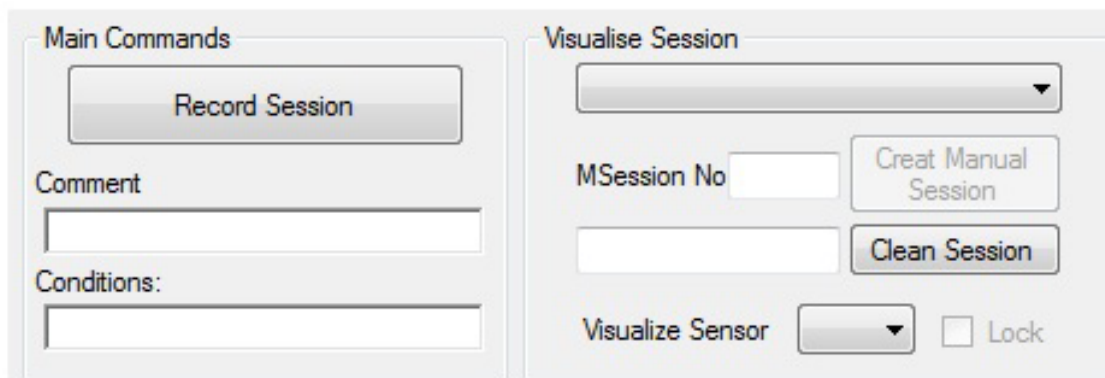 Main Commands
Record Session
Comment
Conditions:
Visualise Session
MSession No
Creat Manual
Session
Clean Session
Visualize Sensor
Lock